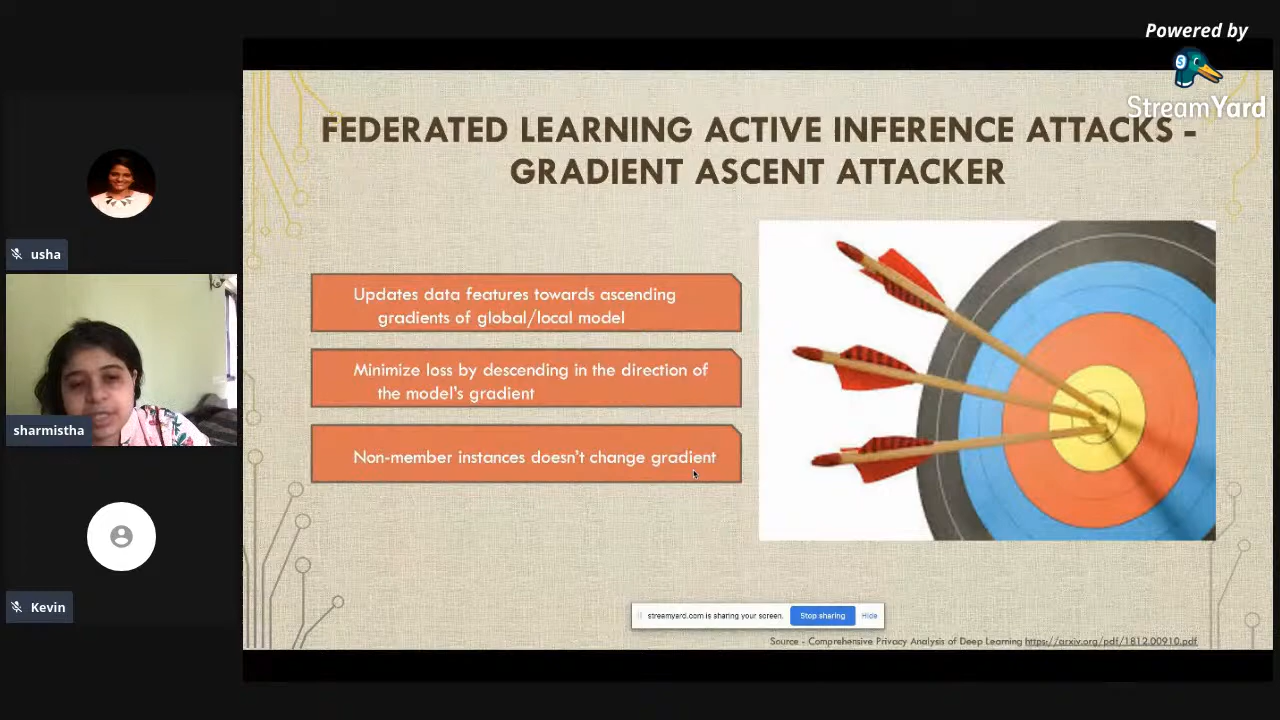 Powered by
StreamYard
FEDERATED LEARNING ACTIVE INFERENCE ATTACKS -
GRADIENT ASCENT ATTACKER
usha
Updates data features towards ascending
gradients of global/local model
Minimize loss by descending in the direction of
the model's gradient
sharmistha
Non-member instances doesn't change gradient
Kevin
streamyard.com is sharing your screen.
Stop sharing
Hide
Source - Comprehensive Privacy Analysis of Deep Learning https://arxiv.org/pdf/1812.00910.pdf